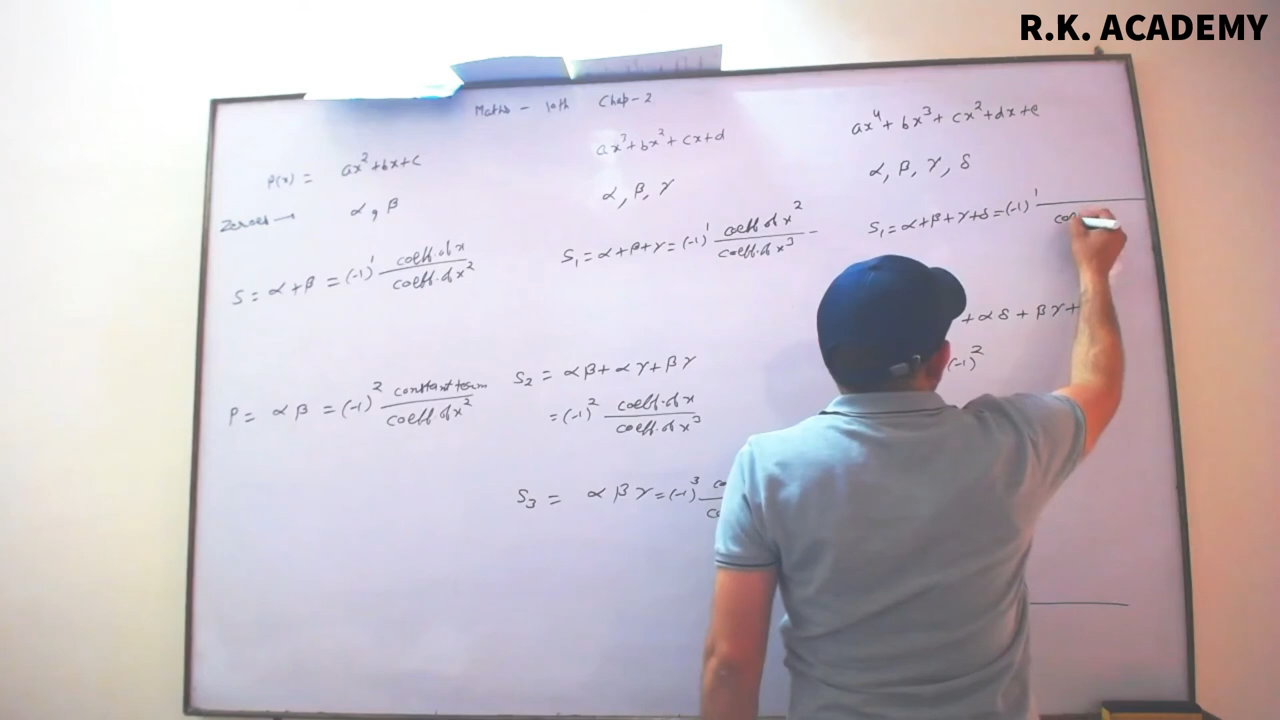 R.K. ACADEMY
Maths - 10th Chap-2
P(x) = ax²+bx+c
Zeroes → α, β
S = α+β = (-1)¹ coeff. of x / coeff. of x²
P = αβ = (-1)² constant term / coeff of x²
ax³+bx²+cx+d
α, β, γ
S₁ = α+β+γ = (-1)¹ coeff of x² / coeff. of x³ -
S₂ = αβ+αγ+βγ
= (-1)² coeff. of x / coeff. of x³
S₃ = αβγ = (-1)³ co / co
ax⁴+bx³+cx²+dx+e
α, β, γ, δ
S₁ = α+β+γ+δ = (-1)¹ / coe
+αδ+βγ+
(-1)²